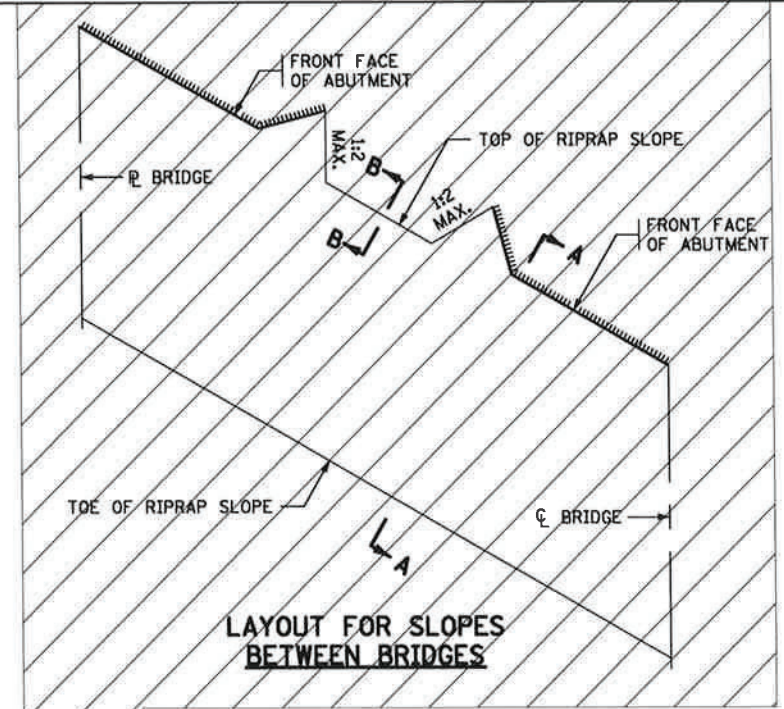 FRONT FACE
OF ABUTMENT
1:2
MAX.
B
TOP OF RIPRAP SLOPE
℄ BRIDGE
1:2
MAX.
B
FRONT FACE
OF ABUTMENT
A
TOE OF RIPRAP SLOPE
℄ BRIDGE
A
LAYOUT FOR SLOPES
BETWEEN BRIDGES